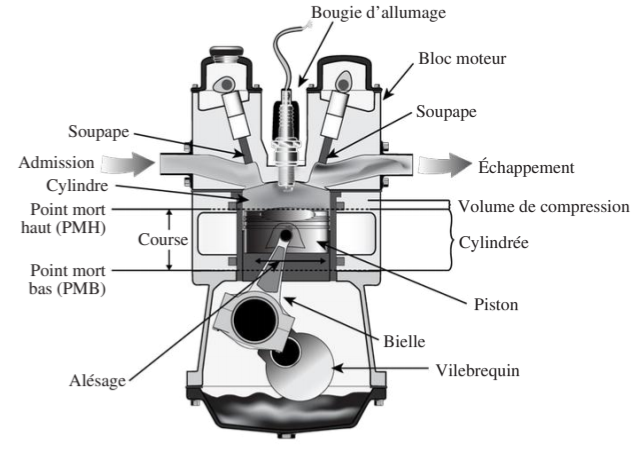 Bougie d’allumage
Bloc moteur
Soupape
Soupape
Admission
Échappement
Cylindre
Point mort
haut (PMH)
Volume de compression
Course
Cylindrée
Point mort
bas (PMB)
Piston
Bielle
Alésage
Vilebrequin